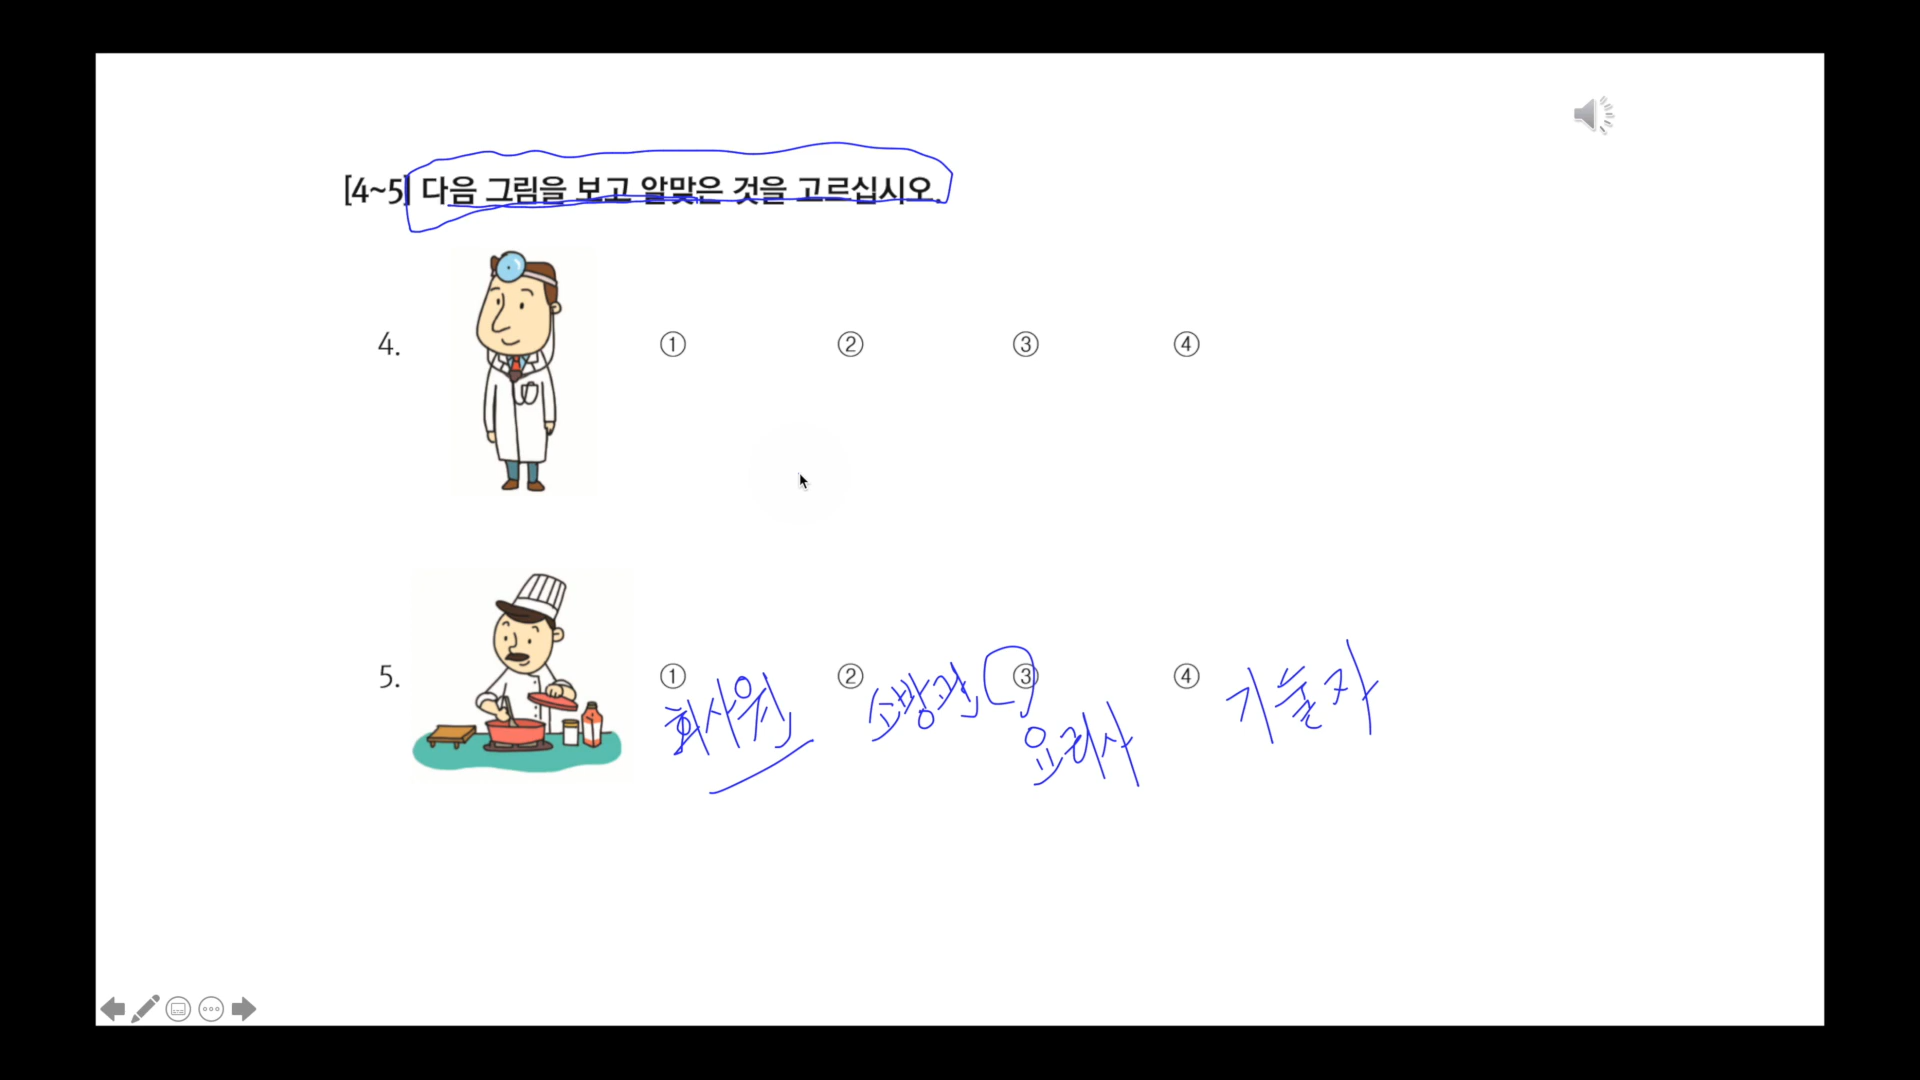 [4~5] 다음 그림을 보고 알맞은 것을 고르십시오.
4. ① ② ③ ④
5. ① 회사원 ② 소방관 ③ 요리사 ④ 기술자